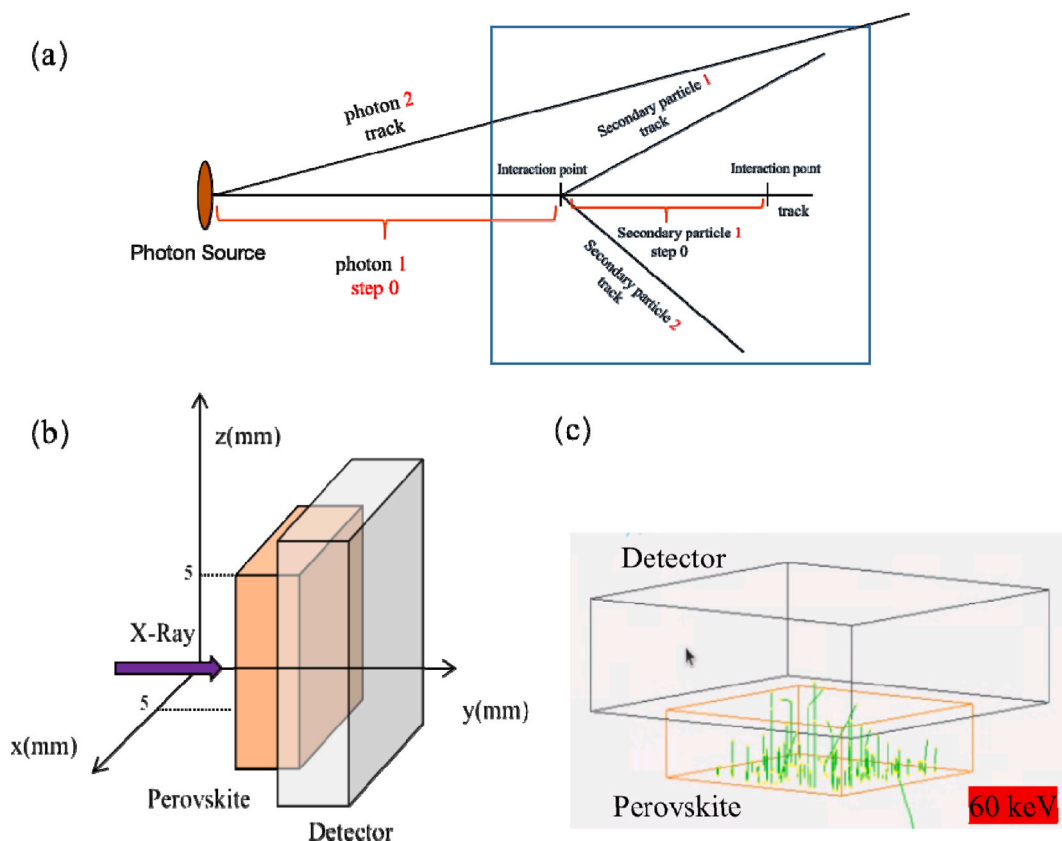 (a)
photon 2
track
Secondary particle 1
track
Interaction point
Interaction point
track
Photon Source
photon 1
step 0
Secondary particle 1
step 0
Secondary particle 2
track
(b)
z(mm)
5
X-Ray
5
x(mm)
y(mm)
Perovskite
Detector
(c)
Detector
Perovskite
60 keV